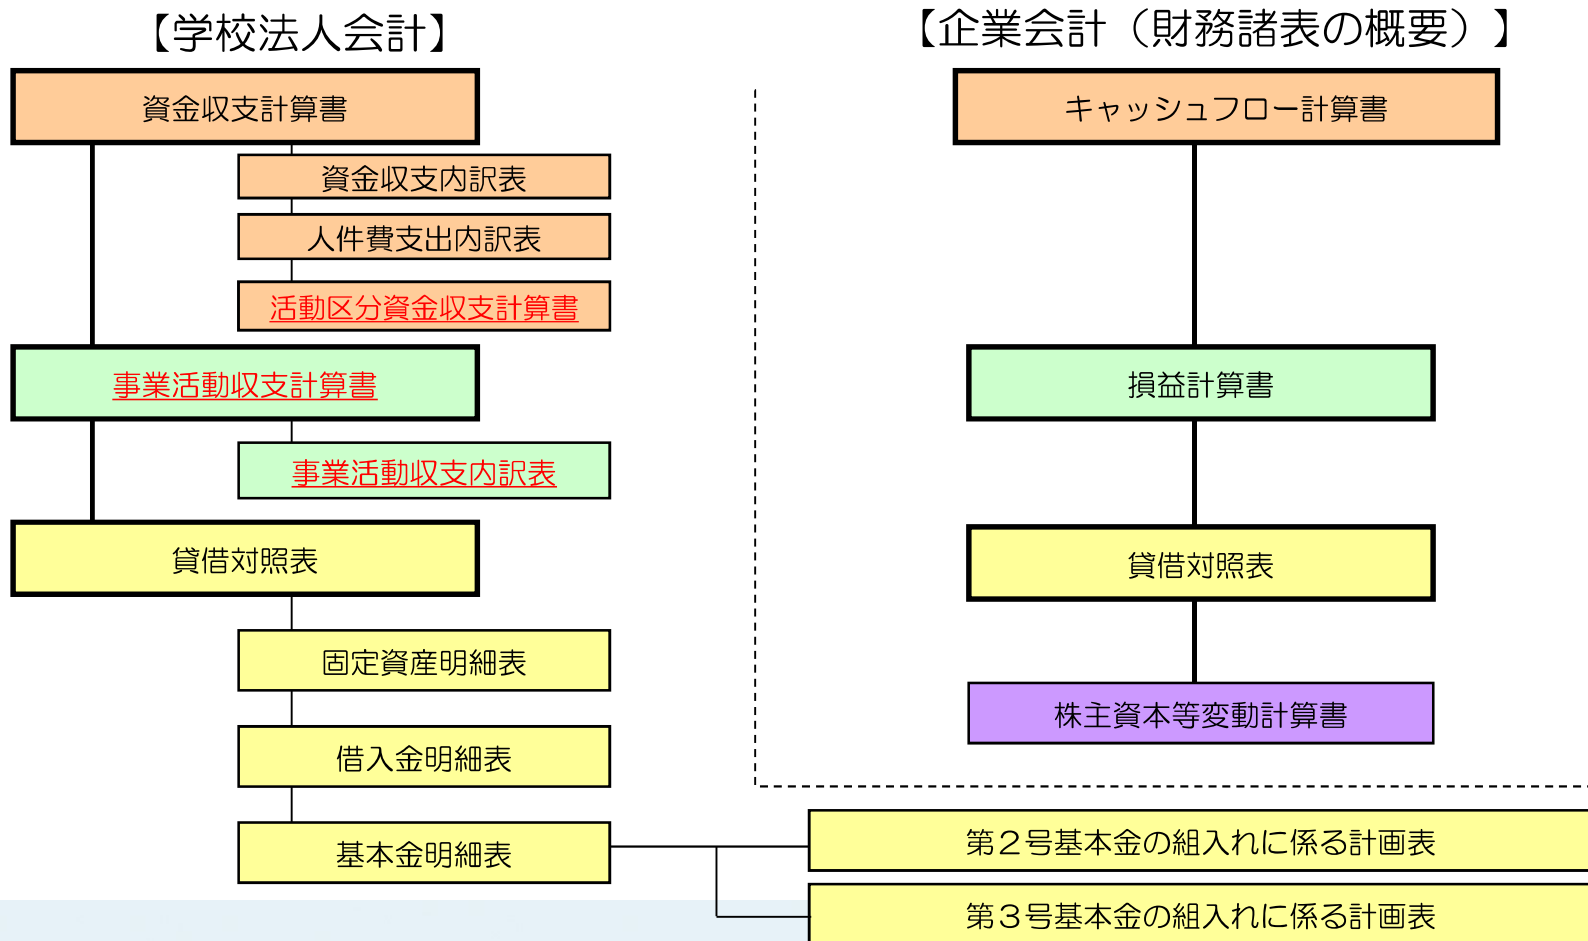 【学校法人会計】
資金収支計算書
資金収支内訳表
人件費支出内訳表
活動区分資金収支計算書
事業活動収支計算書
事業活動収支内訳表
貸借対照表
固定資産明細表
借入金明細表
基本金明細表
【企業会計（財務諸表の概要）】
キャッシュフロー計算書
損益計算書
貸借対照表
株主資本等変動計算書
第２号基本金の組入れに係る計画表
第３号基本金の組入れに係る計画表